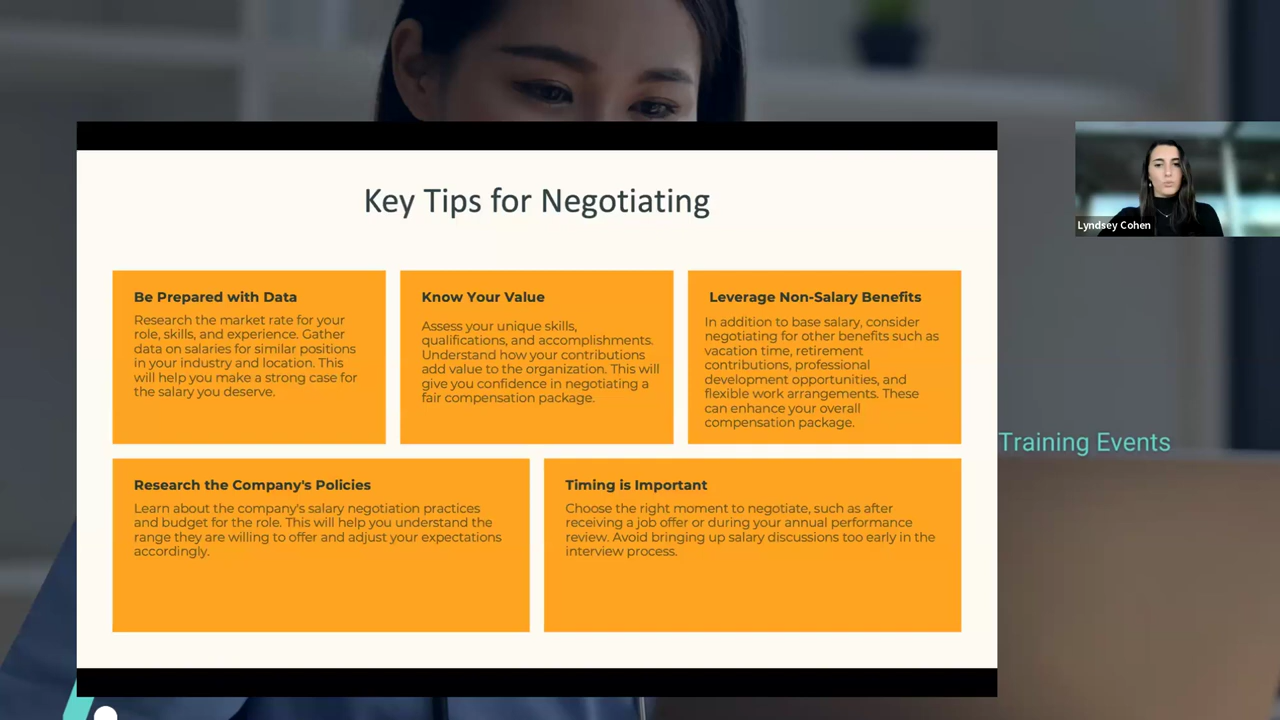 Key Tips for Negotiating
Be Prepared with Data
Research the market rate for your
role, skills, and experience. Gather
data on salaries for similar positions
in your industry and location. This
will help you make a strong case for
the salary you deserve.
Know Your Value
Assess your unique skills,
qualifications, and accomplishments.
Understand how your contributions
add value to the organization. This will
give you confidence in negotiating a
fair compensation package.
Leverage Non-Salary Benefits
In addition to base salary, consider
negotiating for other benefits such as
vacation time, retirement
contributions, professional
development opportunities, and
flexible work arrangements. These
can enhance your overall
compensation package.
Research the Company's Policies
Learn about the company's salary negotiation practices
and budget for the role. This will help you understand the
range they are willing to offer and adjust your expectations
accordingly.
Timing is Important
Choose the right moment to negotiate, such as after
receiving a job offer or during your annual performance
review. Avoid bringing up salary discussions too early in the
interview process.
Lyndsey Cohen
Training Events